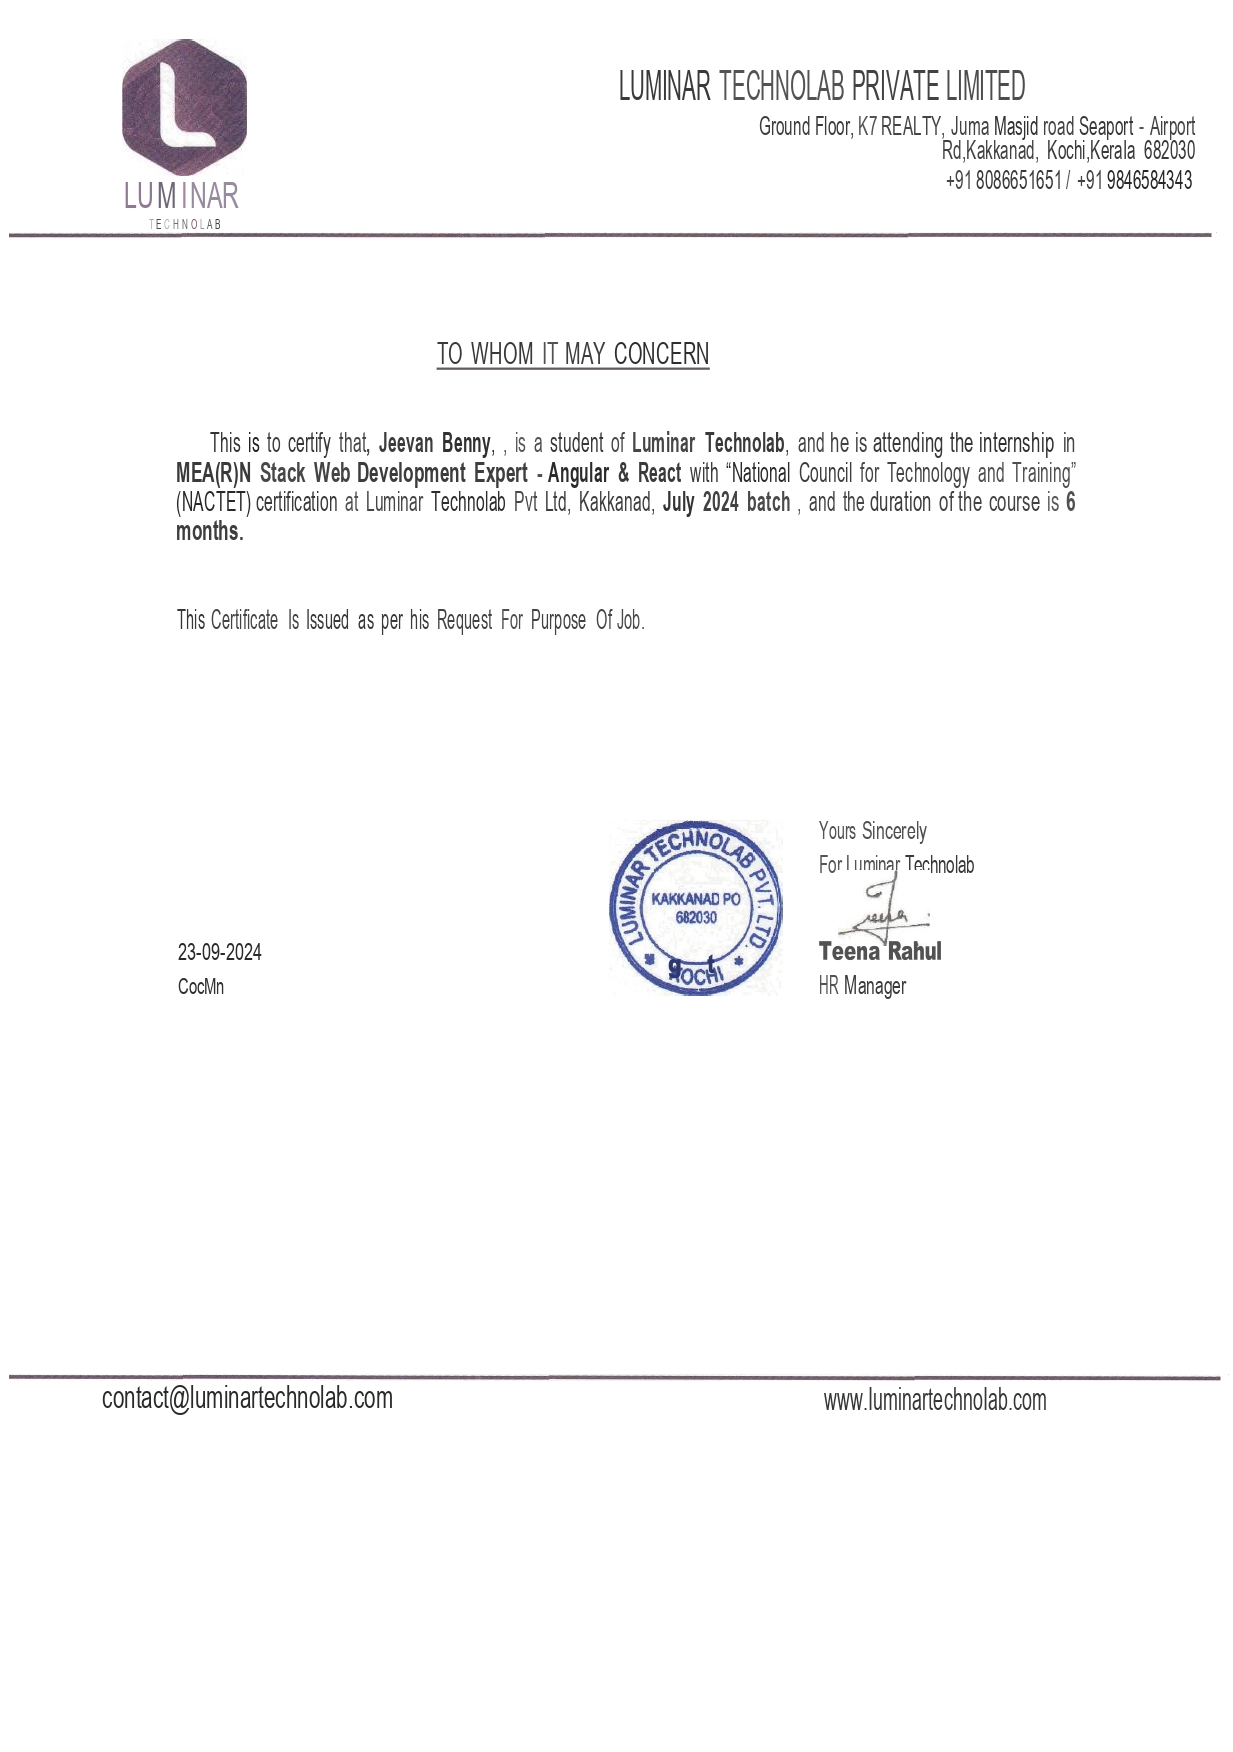 LUMINAR
TECHNOLAB
LUMINAR TECHNOLAB PRIVATE LIMITED
Ground Floor, K7 REALTY, Juma Masjid road Seaport - Airport
Rd,Kakkanad, Kochi,Kerala 682030
+91 8086651651 / +91 9846584343
TO WHOM IT MAY CONCERN
This is to certify that, Jeevan Benny, , is a student of Luminar Technolab, and he is attending the internship in
MEA(R)N Stack Web Development Expert - Angular & React with “National Council for Technology and Training”
(NACTET) certification at Luminar Technolab Pvt Ltd, Kakkanad, July 2024 batch , and the duration of the course is 6
months.
This Certificate Is Issued as per his Request For Purpose Of Job.
Yours Sincerely
For Luminar Technolab
LUMINAR TECHNOLAB PVT. LTD.
KAKKANAD PO
682030
g t
KOCHI
Teena Rahul
HR Manager
23-09-2024
CocMn
contact@luminartechnolab.com
www.luminartechnolab.com